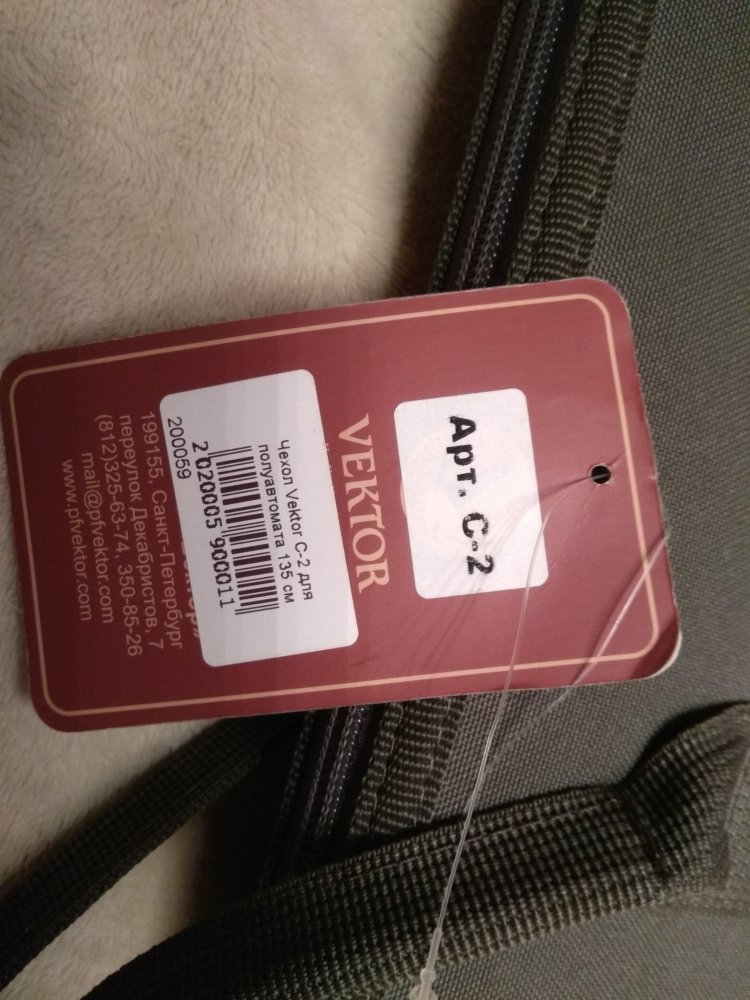 Арт. С-2
VEKTOR
Чехол Vektor С-2 для
полуавтомата 135 см
2 020005 900011
200059
199155, Санкт-Петербург
переулок Декабристов, 7
(812)325-63-74, 350-85-26
mail@pfvektor.com
www.pfvektor.com